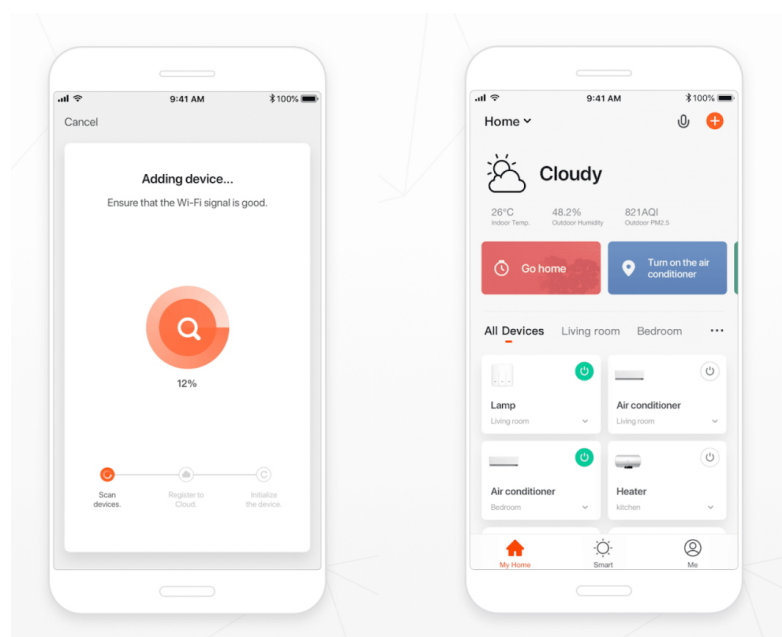 9:41 AM
100%
Cancel
Adding device...
Ensure that the Wi-Fi signal is good.
12%
Scan
devices.
Register to
Cloud.
Initialize
the device.
9:41 AM
100%
Home
Cloudy
26°C
Indoor Temp.
48.2%
Outdoor Humidity
821AQI
Outdoor PM2.5
Go home
Turn on the air
conditioner
All Devices
Living room
Bedroom
Lamp
Living room
Air conditioner
Living room
Air conditioner
Bedroom
Heater
kitchen
My Home
Smart
Me